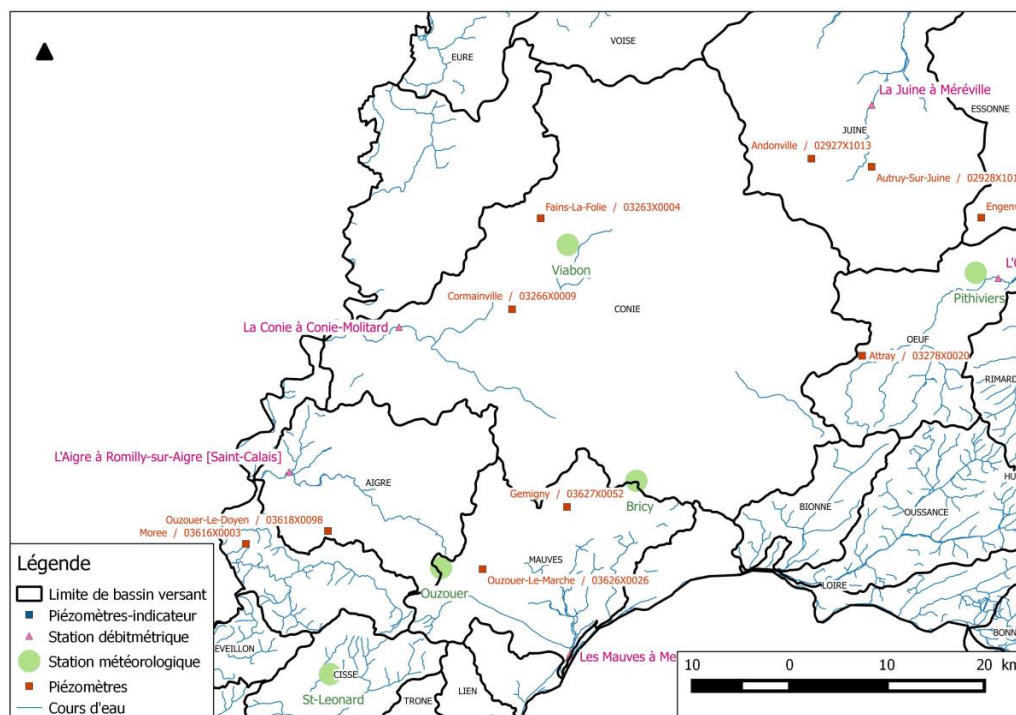 VOISE
EURE
La Juine à Méréville
ESSONNE
JUINE
Andonville / 02927X1013
Autruy-Sur-Juine / 02928X101
Fains-La-Folie / 03263X0004
Engenv
Viabon
L'O
Pithiviers
Cormainville / 03266X0009
CONIE
La Conie à Conie-Molitard
OEUF
Attray / 03278X0020
RIMARD
L'Aigre à Romilly-sur-Aigre [Saint-Calais]
AIGRE
Gemigny / 03627X0052
Bricy
BIONNE
HU
OUSSANCE
Ouzouer-Le-Doyen / 03618X0098
Moree / 03616X0003
MAUVES
Ouzouer-Le-Marche / 03626X0026
Ouzouer
LOIRE
BONN
EVEILLON
Les Mauves à Me
CISSE
St-Leonard
TRONE
LIEN
Légende
Limite de bassin versant
Piézomètres-indicateur
Station débitmétrique
Station météorologique
Piézomètres
Cours d'eau
10 0 10 20 km